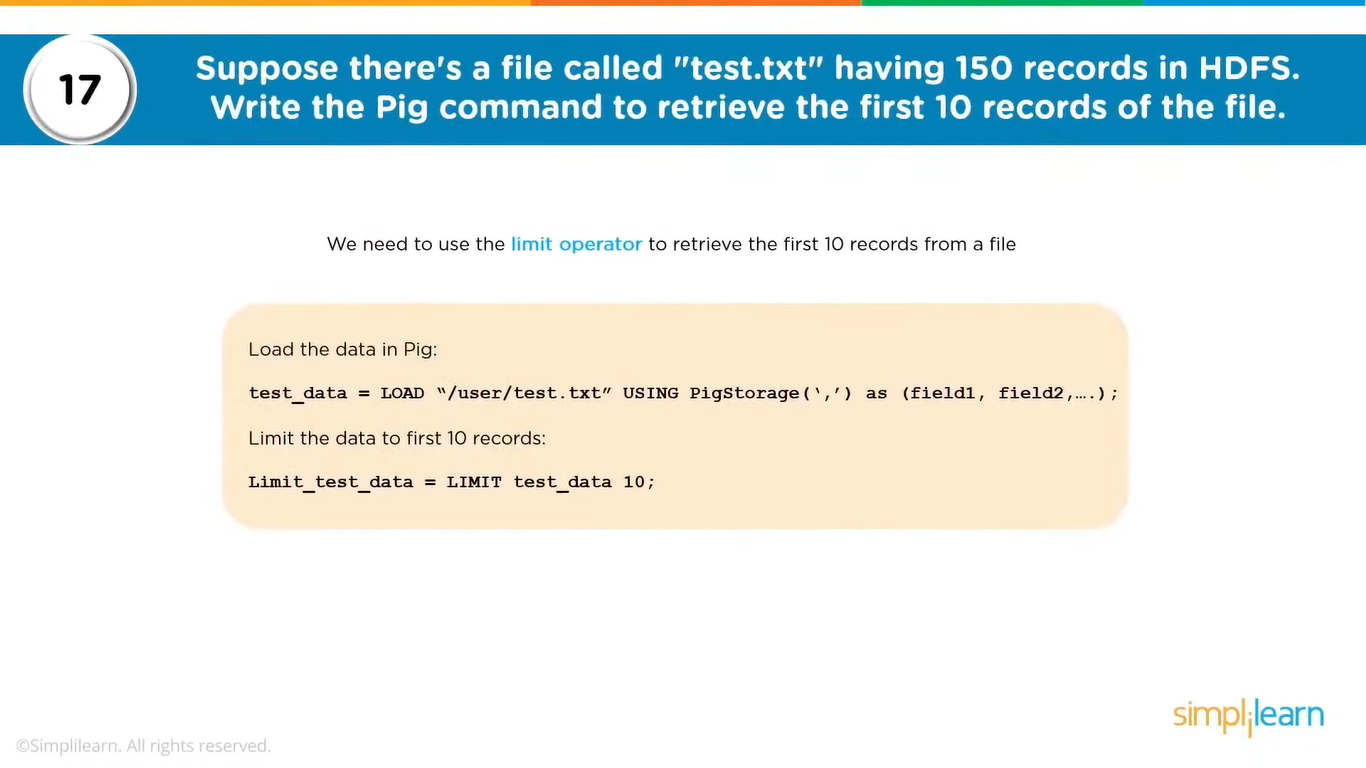 17
Suppose there's a file called "test.txt" having 150 records in HDFS.
Write the Pig command to retrieve the first 10 records of the file.
We need to use the limit operator to retrieve the first 10 records from a file
Load the data in Pig:
test_data = LOAD “/user/test.txt” USING PigStorage(‘,’) as (field1, field2,….);
Limit the data to first 10 records:
Limit_test_data = LIMIT test_data 10;
simplilearn
©Simplilearn. All rights reserved.